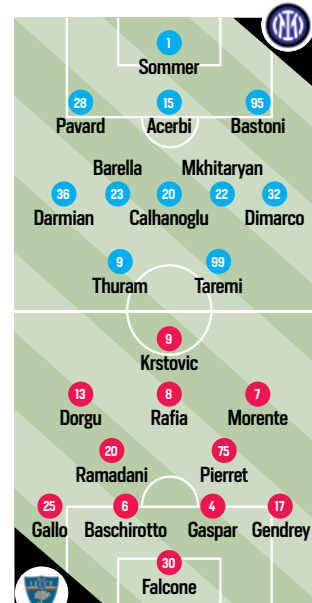 1
Sommer
28 15 95
Pavard Acerbi Bastoni
Barella Mkhitaryan
36 23 20 22 32
Darmian Calhanoglu Dimarco
9 99
Thuram Taremi
9
Krstovic
13 8 7
Dorgu Rafia Morente
20 75
Ramadani Pierret
25 6 4 17
Gallo Baschirotto Gaspar Gendrey
30
Falcone
LECCE